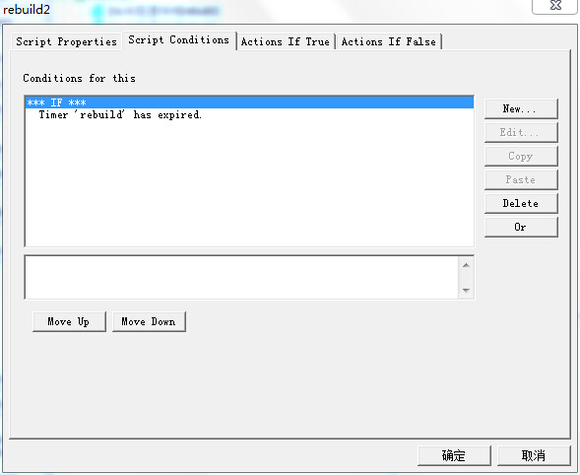 rebuild2
Script Properties Script Conditions Actions If True Actions If False
Conditions for this
*** IF ***
Timer 'rebuild' has expired.
New...
Edit...
Copy
Paste
Delete
Or
Move Up Move Down
确定 取消